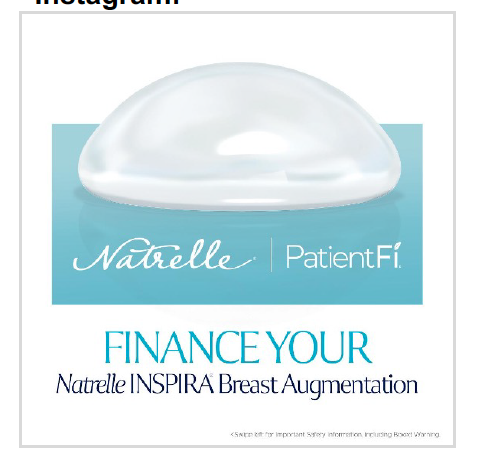 Instagram:
Natrelle® | PatientFi®
FINANCE YOUR
Natrelle INSPIRA® Breast Augmentation
<Swipe left for Important Safety Information, including Boxed Warning.